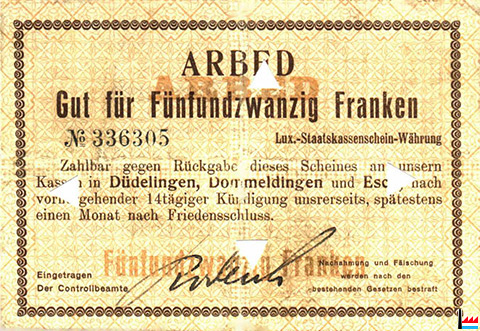 ARBED
ARBED
Gut für Fünfundzwanzig Franken
№ 336305 Lux.-Staatskassenschein-Währung
Zahlbar gegen Rückgabe dieses Scheines an unsern
Kassen in Düdelingen, Dommeldingen und Esch, nach
vorhergehender 14tägiger Kündigung unsrerseits, spätestens
einen Monat nach Friedensschluss.
Fünfundzwanzig Franken
Eingetragen
Der Controllbeamte
Nachahmung und Fälschung
werden nach den
bestehenden Gesetzen bestraft